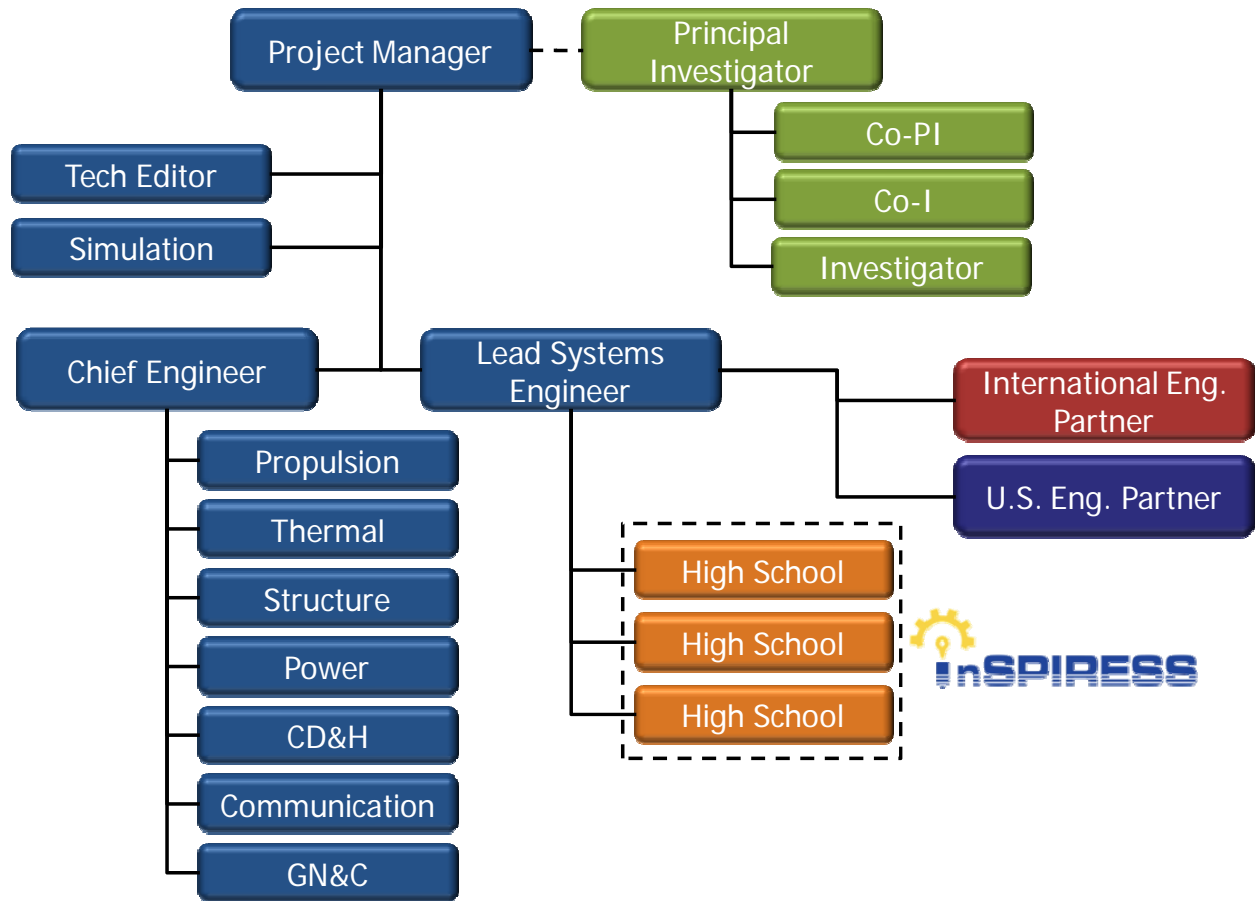 Project Manager
Principal
Investigator
Co-PI
Co-I
Investigator
Tech Editor
Simulation
Chief Engineer
Lead Systems
Engineer
International Eng.
Partner
U.S. Eng. Partner
Propulsion
Thermal
Structure
Power
CD&H
Communication
GN&C
High School
High School
High School
inSPIRESS